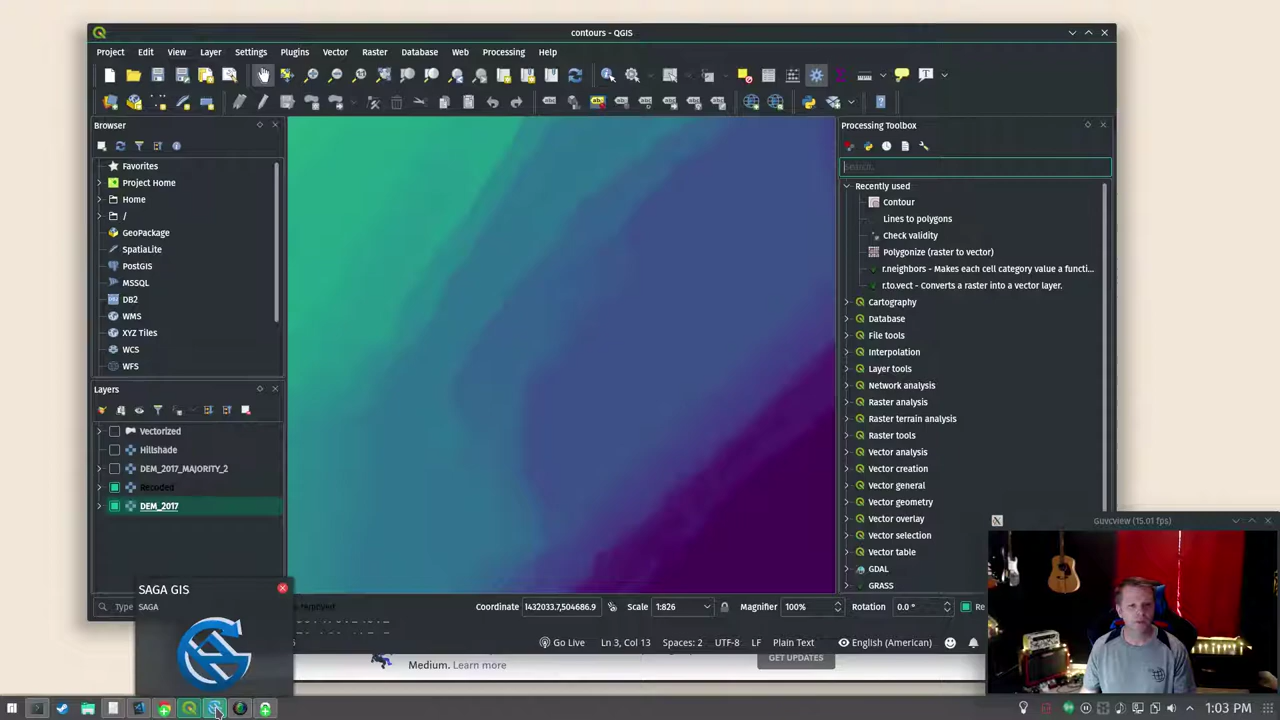 contours - QGIS
Project Edit View Layer Settings Plugins Vector Raster Database Web Processing Help
Browser
Favorites
Project Home
Home
/
GeoPackage
SpatiaLite
PostGIS
MSSQL
DB2
WMS
XYZ Tiles
WCS
WFS
Layers
Vectorized
Hillshade
DEM_2017_MAJORITY_2
Recoded
DEM_2017
Processing Toolbox
Search…
Recently used
Contour
Lines to polygons
Check validity
Polygonize (raster to vector)
r.neighbors - Makes each cell category value a functi...
r.to.vect - Converts a raster into a vector layer.
Cartography
Database
File tools
Interpolation
Layer tools
Network analysis
Raster analysis
Raster terrain analysis
Raster tools
Vector analysis
Vector creation
Vector general
Vector geometry
Vector overlay
Vector selection
Vector table
GDAL
GRASS
Guvcview (15.01 fps)
SAGA GIS
SAGA
Coordinate 1432033.7,504686.9 Scale 1:826 Magnifier 100% Rotation 0.0 °
Go Live Ln 3, Col 13 Spaces: 2 UTF-8 LF Plain Text English (American)
Medium. Learn more
GET UPDATES
1:03 PM